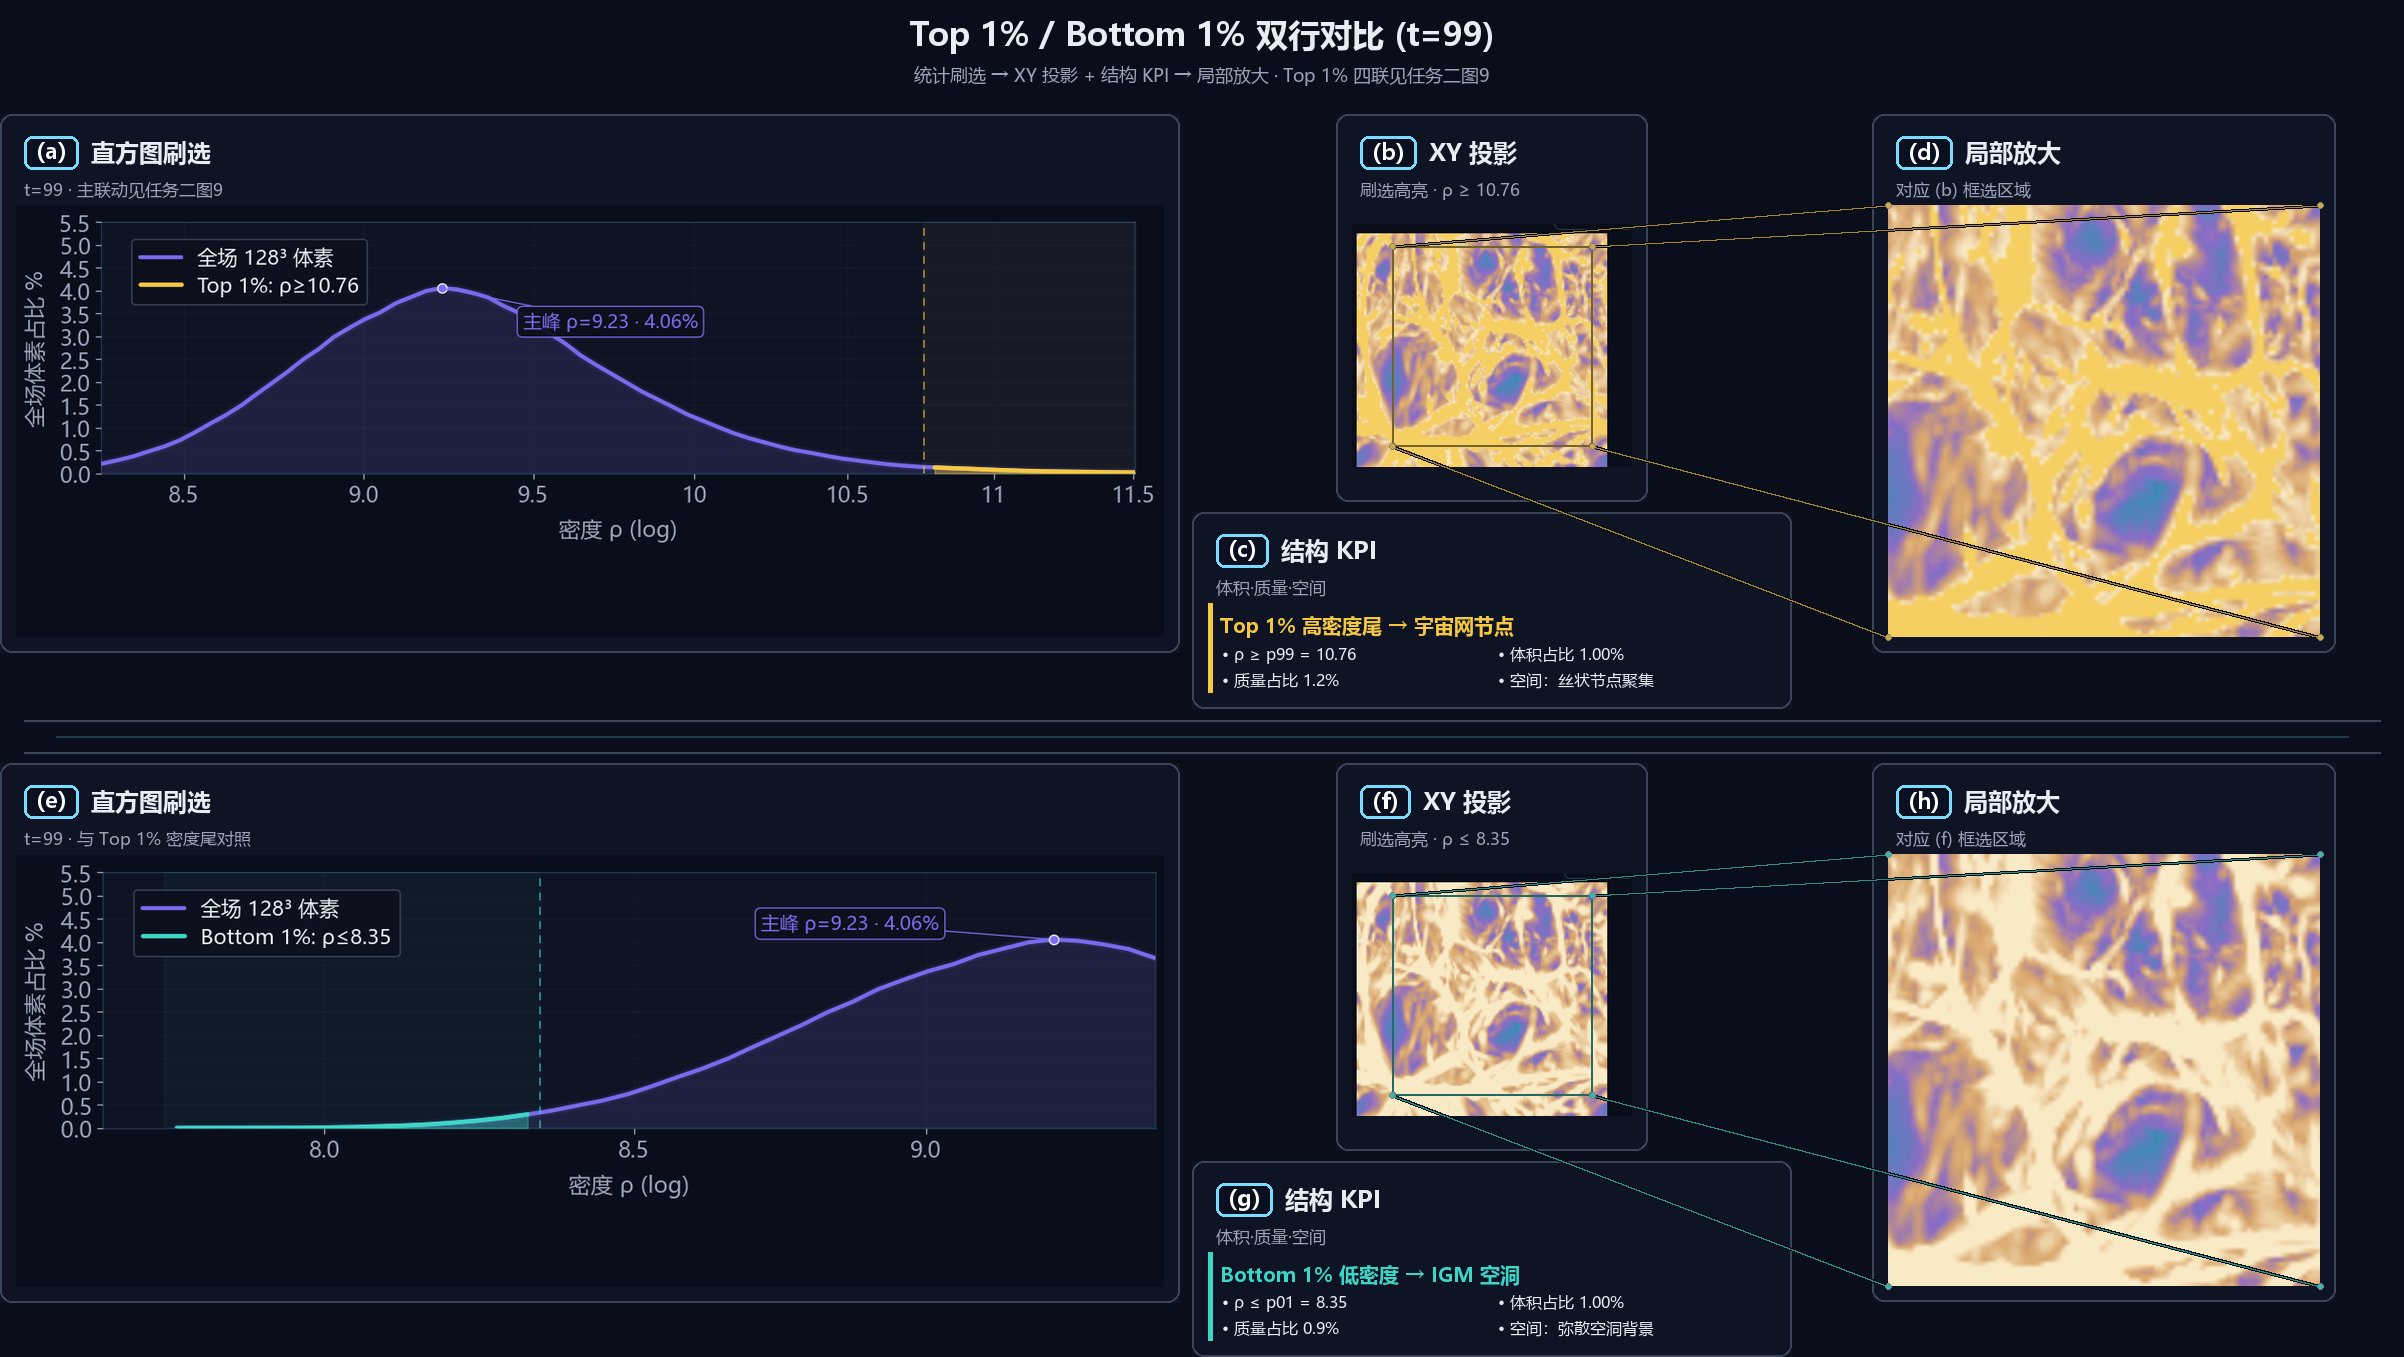 Top 1% / Bottom 1% 双行对比 (t=99)
统计刷选 → XY 投影 + 结构 KPI → 局部放大 · Top 1% 四联见任务二图9
(a) 直方图刷选
t=99 · 主联动见任务二图9
全场体素占比 %
5.5
5.0
4.5
4.0
3.5
3.0
2.5
2.0
1.5
1.0
0.5
0.0
全场 128³ 体素
Top 1%: ρ≥10.76
主峰 ρ=9.23 · 4.06%
8.5 9.0 9.5 10 10.5 11 11.5
密度 ρ (log)
(b) XY 投影
刷选高亮 · ρ ≥ 10.76
(c) 结构 KPI
体积·质量·空间
Top 1% 高密度尾 → 宇宙网节点
• ρ ≥ p99 = 10.76 • 体积占比 1.00%
• 质量占比 1.2% • 空间：丝状节点聚集
(d) 局部放大
对应 (b) 框选区域
(e) 直方图刷选
t=99 · 与 Top 1% 密度尾对照
全场体素占比 %
5.5
5.0
4.5
4.0
3.5
3.0
2.5
2.0
1.5
1.0
0.5
0.0
全场 128³ 体素
Bottom 1%: ρ≤8.35
主峰 ρ=9.23 · 4.06%
8.0 8.5 9.0
密度 ρ (log)
(f) XY 投影
刷选高亮 · ρ ≤ 8.35
(g) 结构 KPI
体积·质量·空间
Bottom 1% 低密度 → IGM 空洞
• ρ ≤ p01 = 8.35 • 体积占比 1.00%
• 质量占比 0.9% • 空间：弥散空洞背景
(h) 局部放大
对应 (f) 框选区域